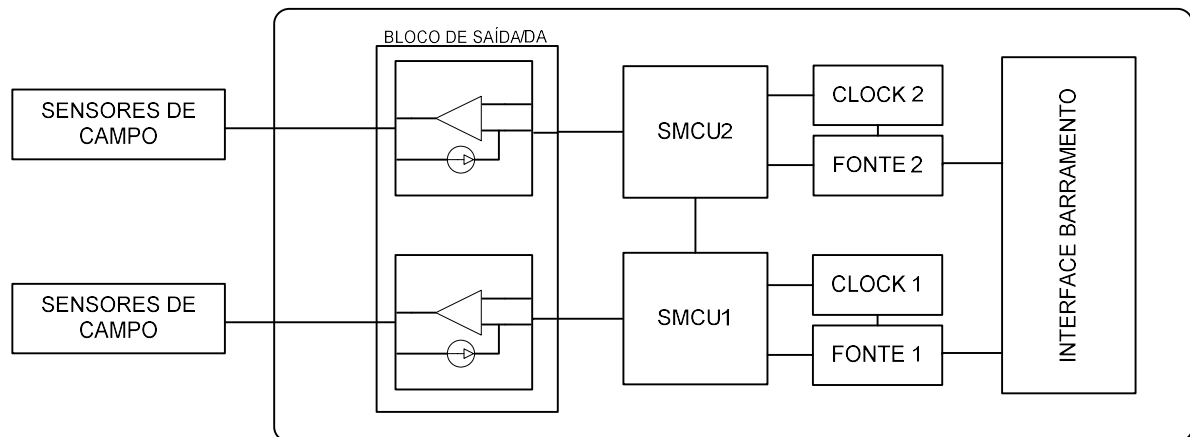 BLOCO DE SAÍDA/DA
SENSORES DE
CAMPO
SMCU2
CLOCK 2
FONTE 2
INTERFACE BARRAMENTO
SENSORES DE
CAMPO
SMCU1
CLOCK 1
FONTE 1